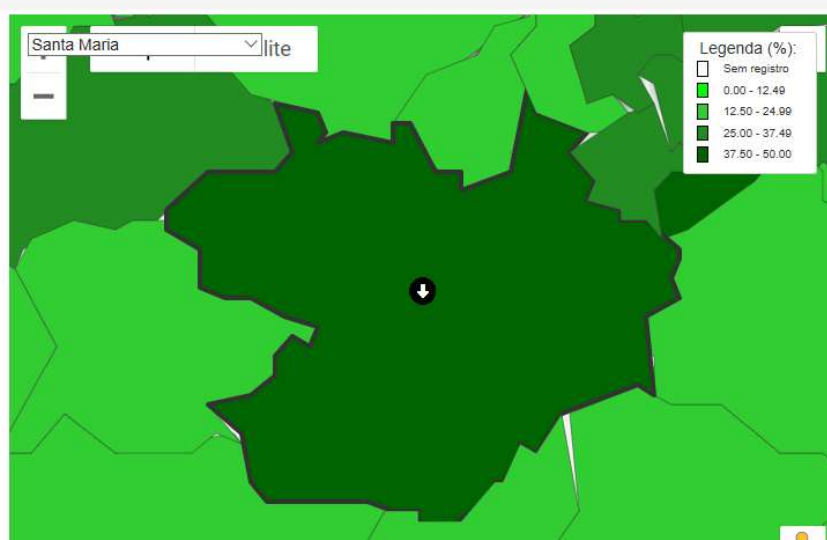 Santa Maria
lite
Legenda (%):
Sem registro
0.00 - 12.49
12.50 - 24.99
25.00 - 37.49
37.50 - 50.00